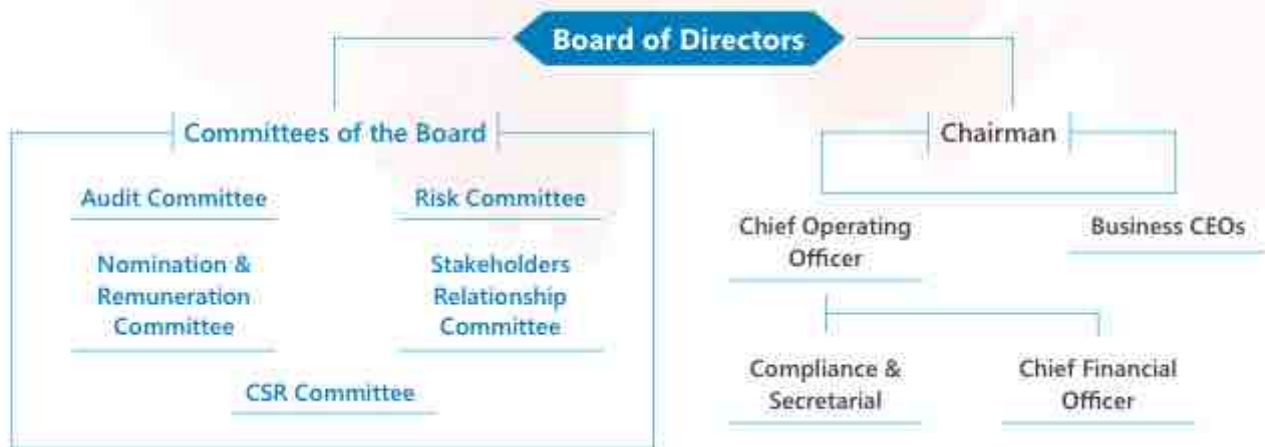 Board of Directors
Committees of the Board
Audit Committee
Risk Committee
Nomination &
Remuneration
Committee
Stakeholders
Relationship
Committee
CSR Committee
Chairman
Chief Operating
Officer
Business CEOs
Compliance &
Secretarial
Chief Financial
Officer